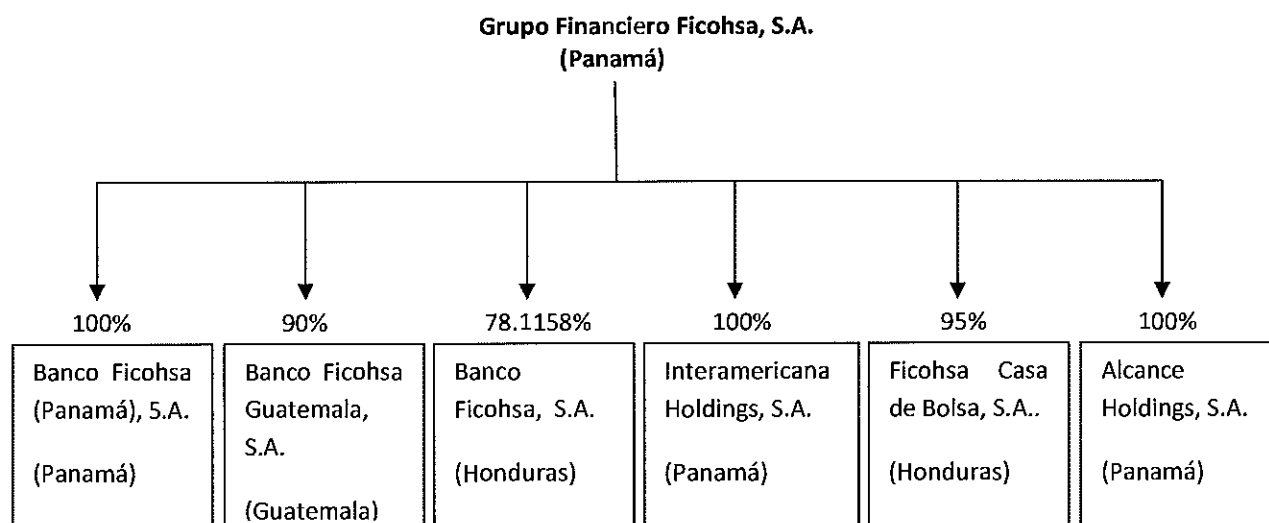 Grupo Financiero Ficohsa, S.A.
(Panamá)
100%
90%
78.1158%
100%
95%
100%
Banco Ficohsa
(Panamá), 5.A.
(Panamá)
Banco Ficohsa
Guatemala,
S.A.
(Guatemala)
Banco
Ficohsa, S.A.
(Honduras)
Interamericana
Holdings, S.A.
(Panamá)
Ficohsa Casa
de Bolsa, S.A..
(Honduras)
Alcance
Holdings, S.A.
(Panamá)